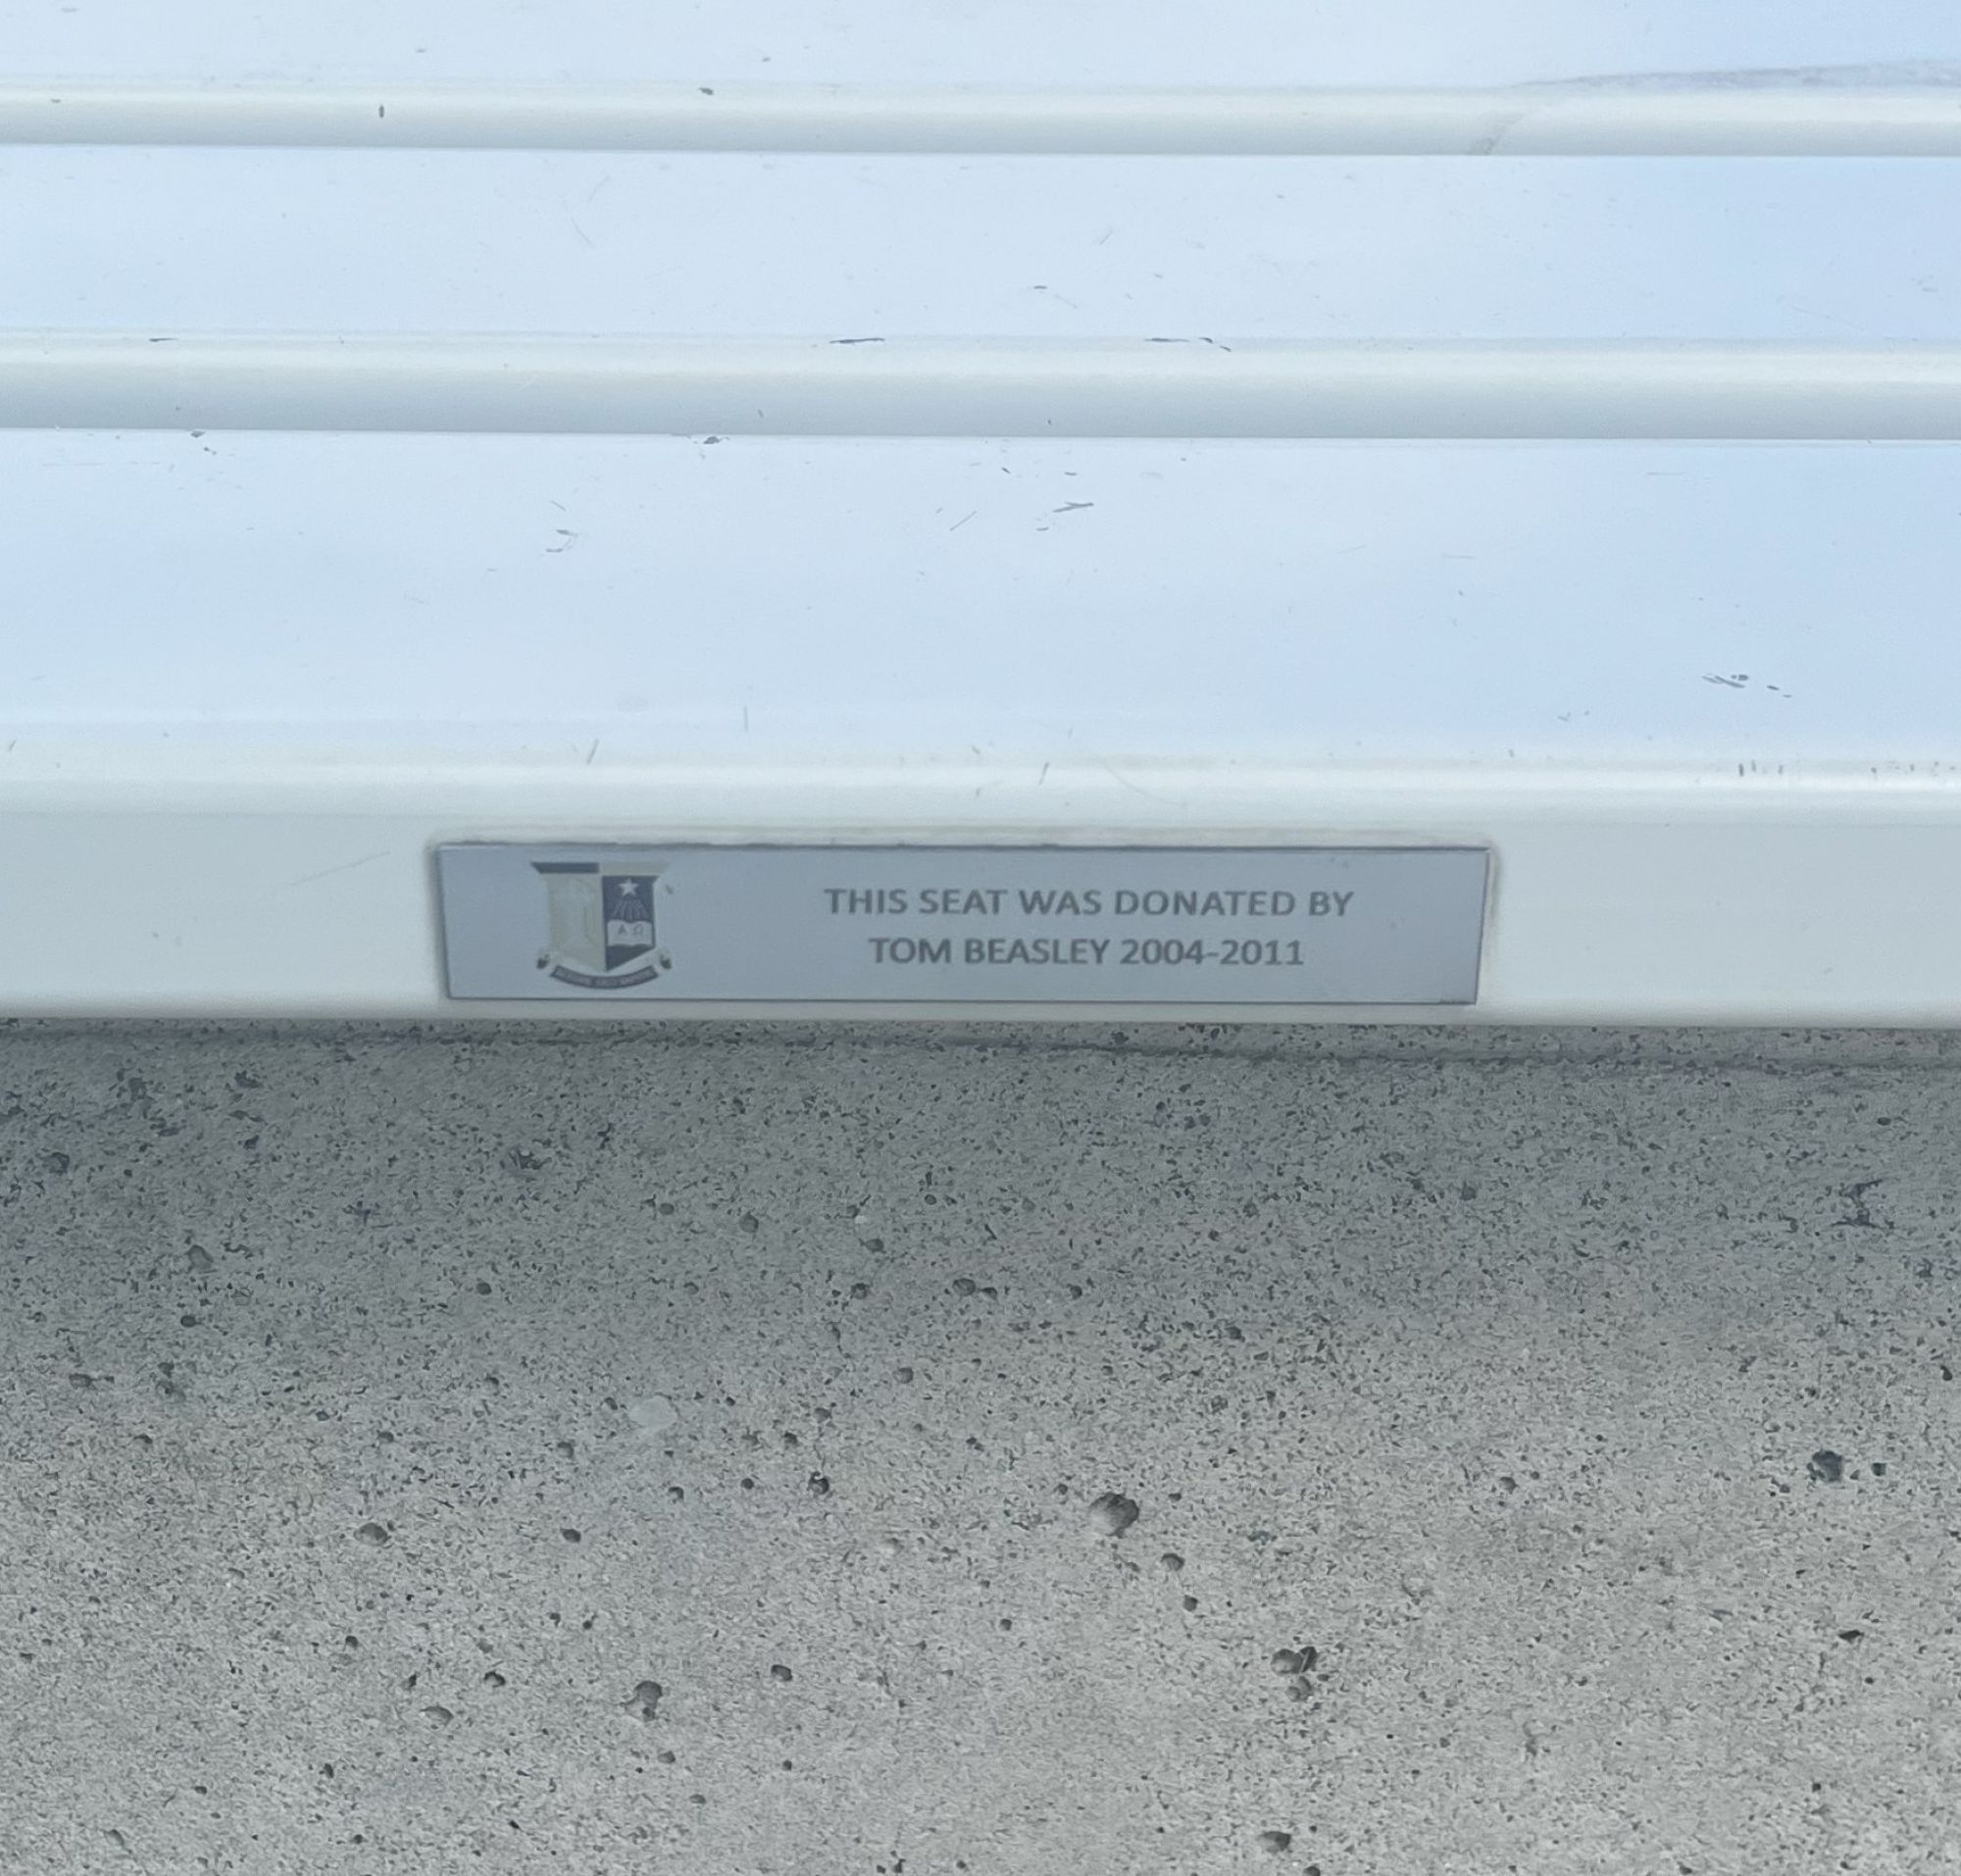 THIS SEAT WAS DONATED BY
TOM BEASLEY 2004-2011
Α Ω